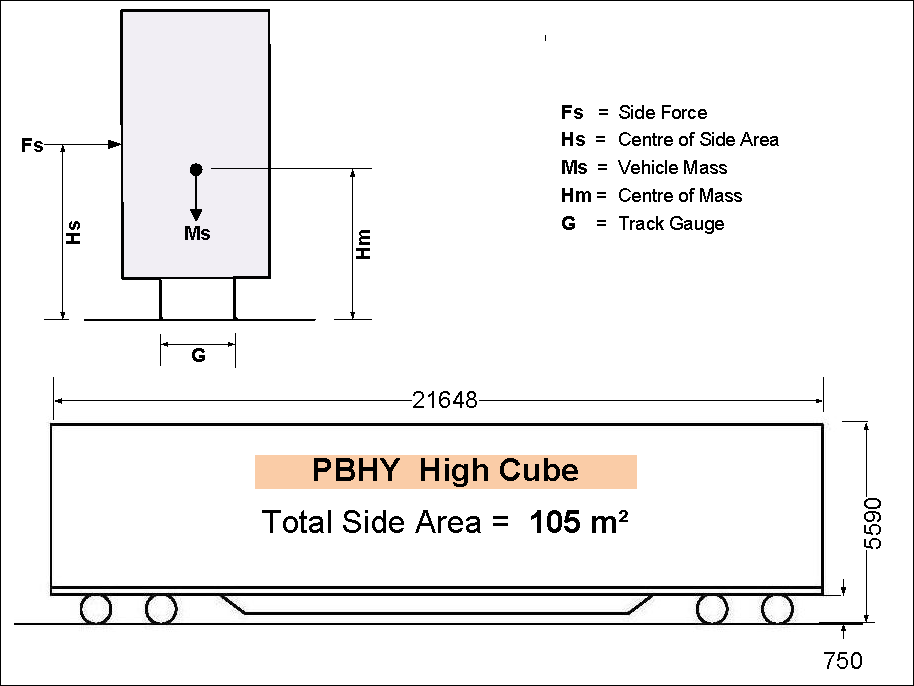 Fs = Side Force
Hs = Centre of Side Area
Ms = Vehicle Mass
Hm = Centre of Mass
G = Track Gauge
Fs
Hs
Ms
Hm
G
21648
PBHY High Cube
Total Side Area = 105 m²
5590
750